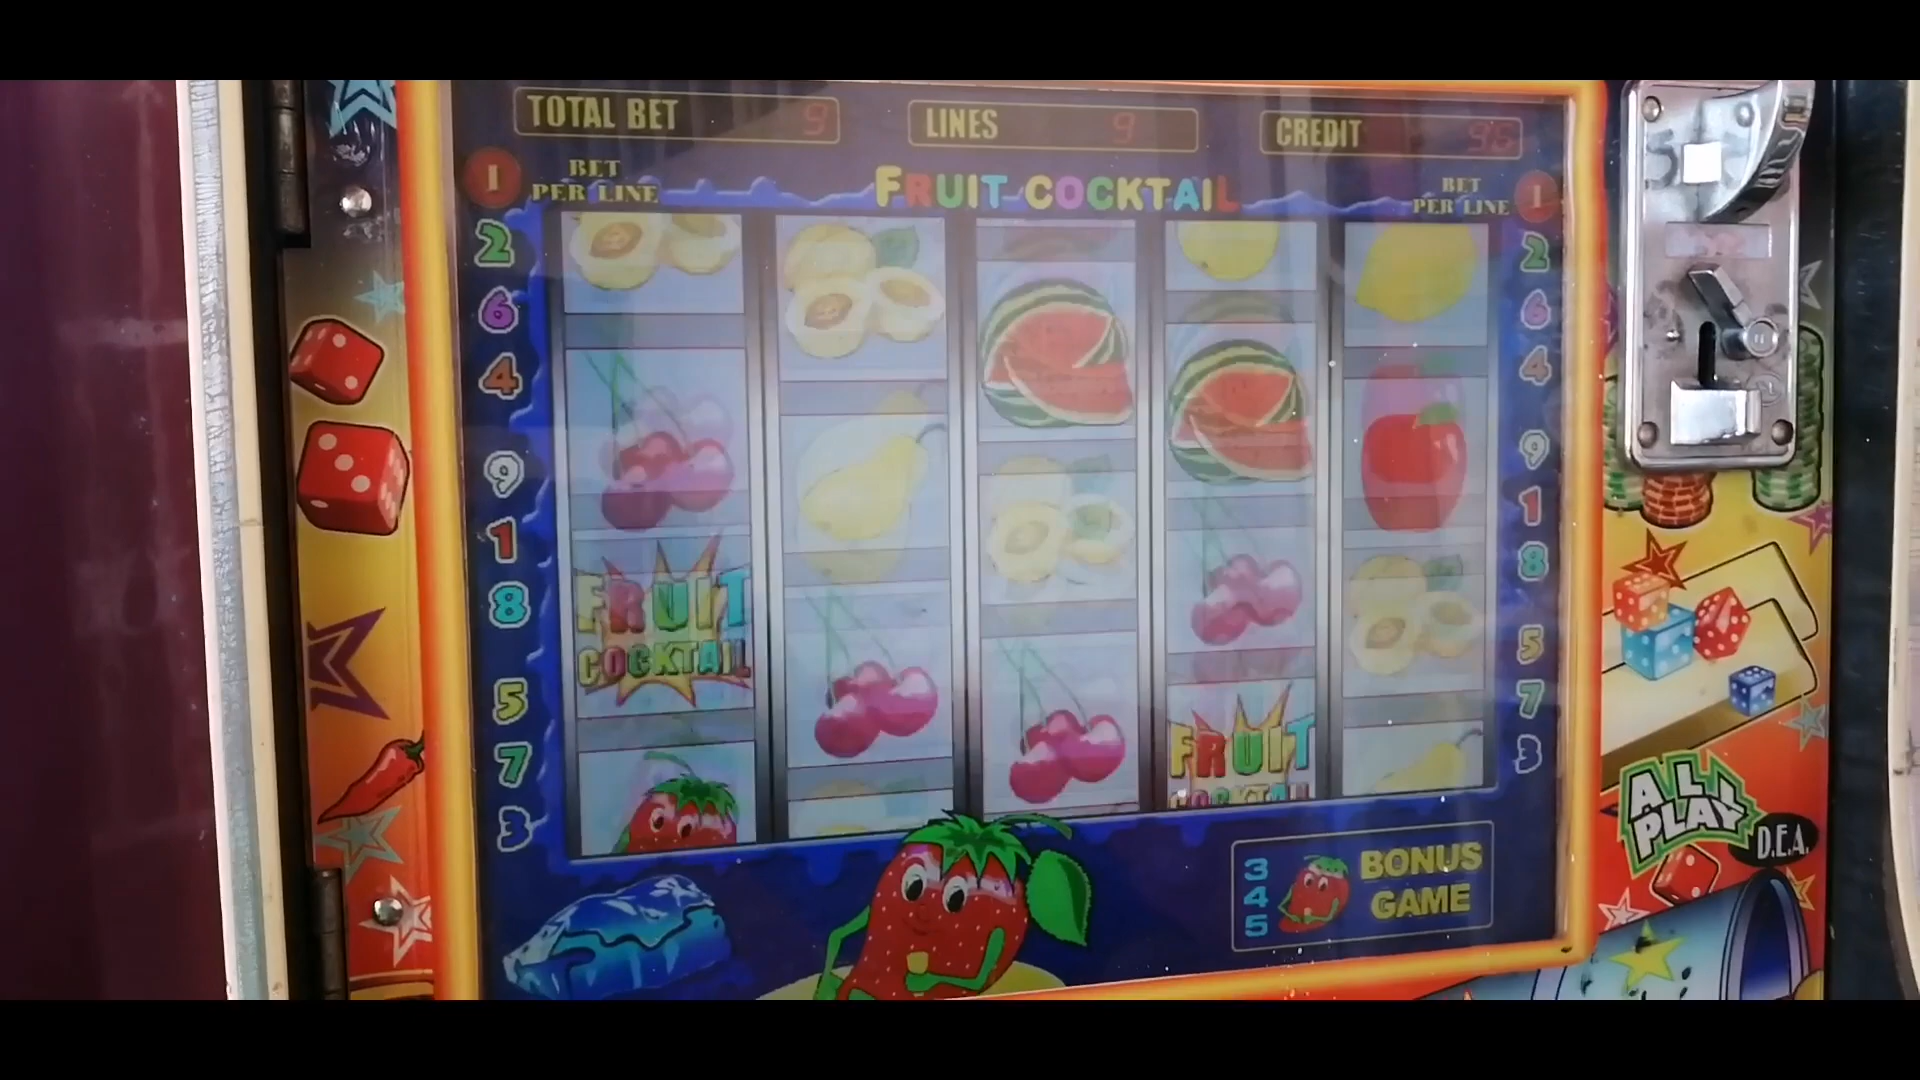 TOTAL BET 9
LINES 9
CREDIT 96
1
BET
PER LINE
FRUIT COCKTAIL
BET
PER LINE
1
2
6
4
9
1
8
5
7
3
2
6
4
9
1
8
5
7
3
FRUIT
COCKTAIL
FRUIT
COCKTAIL
3
4
5
BONUS
GAME
ALL
PLAY
D.E.A.